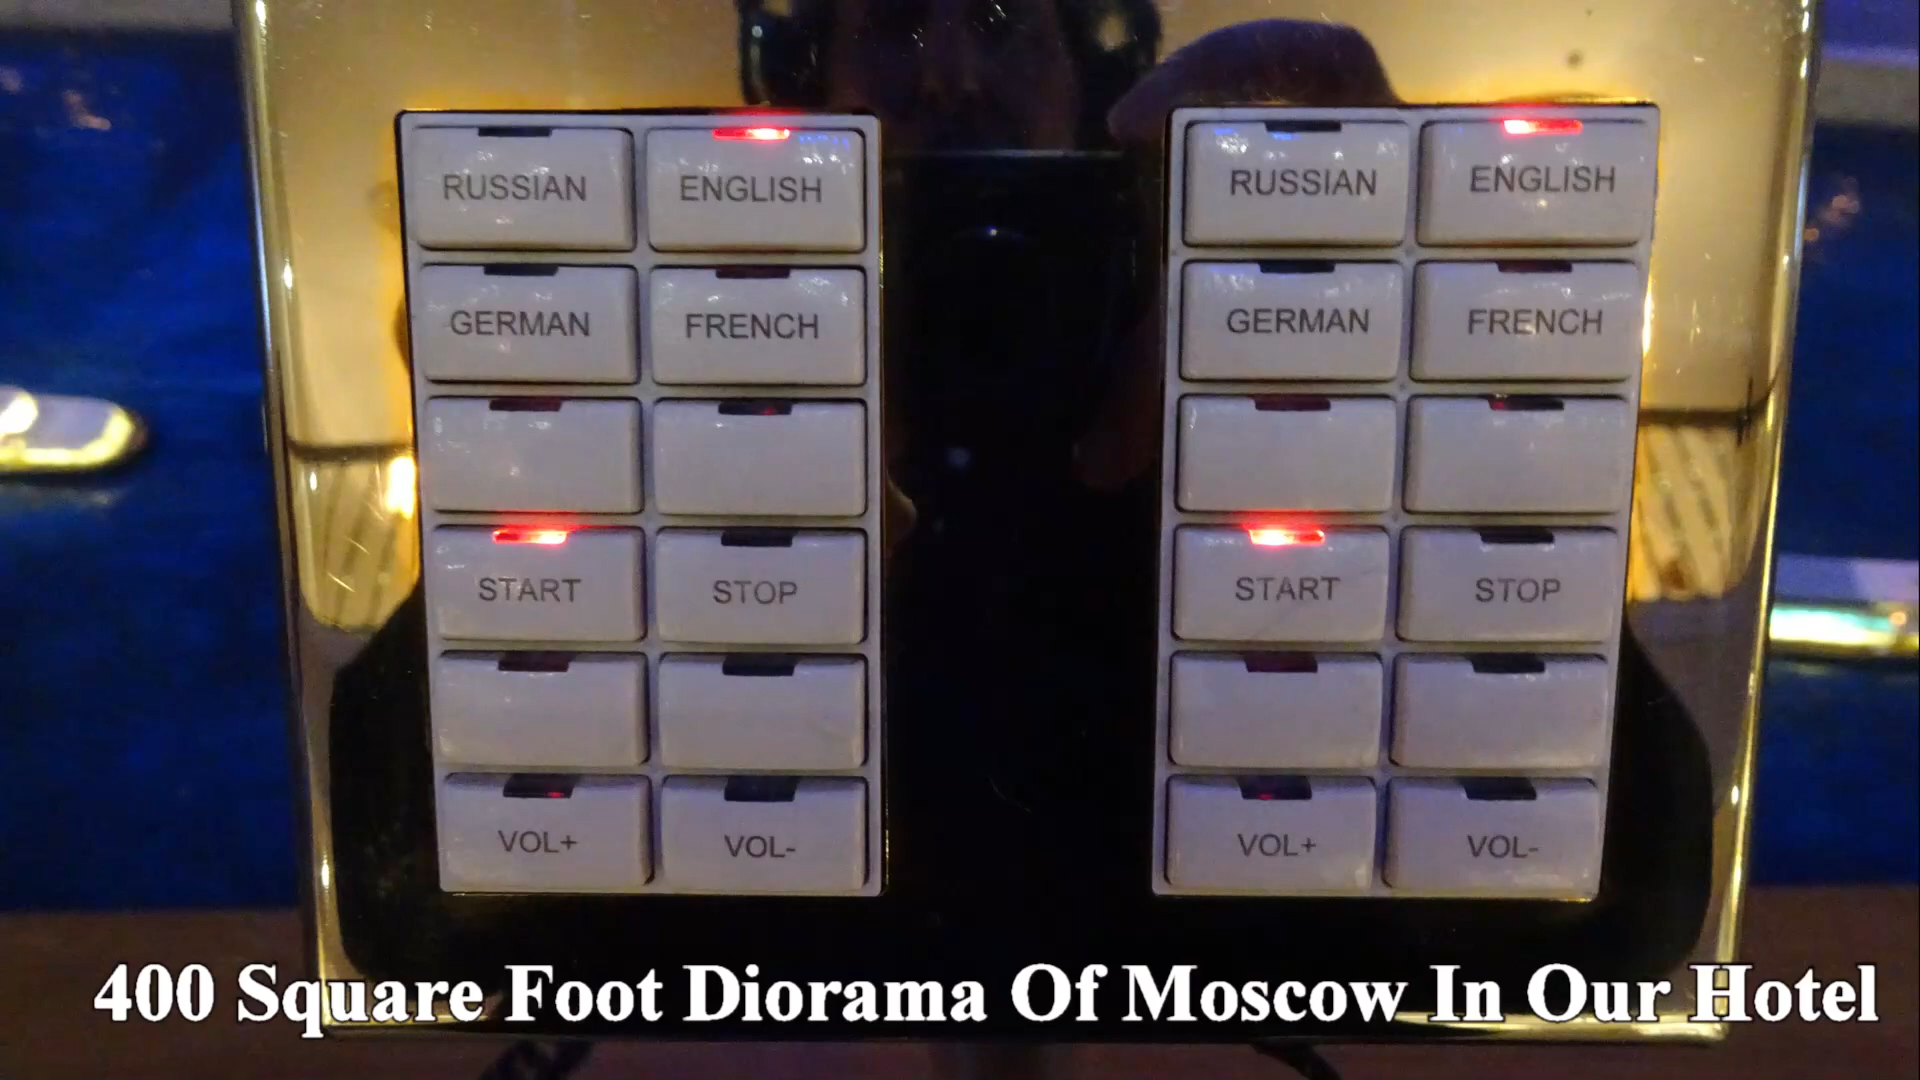 RUSSIAN ENGLISH
GERMAN FRENCH
START STOP
VOL+ VOL-
RUSSIAN ENGLISH
GERMAN FRENCH
START STOP
VOL+ VOL-
400 Square Foot Diorama Of Moscow In Our Hotel